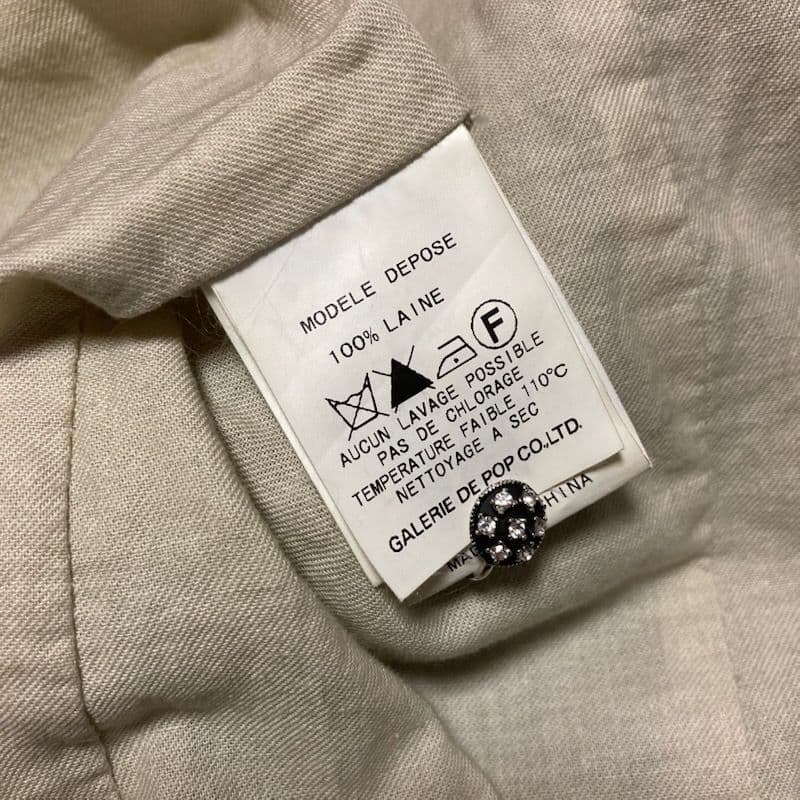 MODELE DEPOSE
100% LAINE
F
AUCUN LAVAGE POSSIBLE
PAS DE CHLORAGE
TEMPERATURE FAIBLE 110°C
NETTOYAGE A SEC
GALERIE DE POP CO.,LTD.